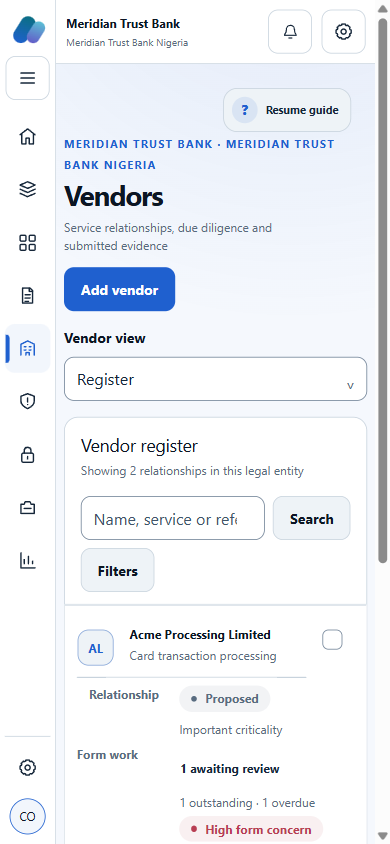 Meridian Trust Bank
Meridian Trust Bank Nigeria
? Resume guide
MERIDIAN TRUST BANK · MERIDIAN TRUST
BANK NIGERIA
Vendors
Service relationships, due diligence and
submitted evidence
Add vendor
Vendor view
Register
Vendor register
Showing 2 relationships in this legal entity
Name, service or refe
Search
Filters
AL
Acme Processing Limited
Card transaction processing
Relationship
Proposed
Important criticality
Form work
1 awaiting review
1 outstanding · 1 overdue
High form concern
CO